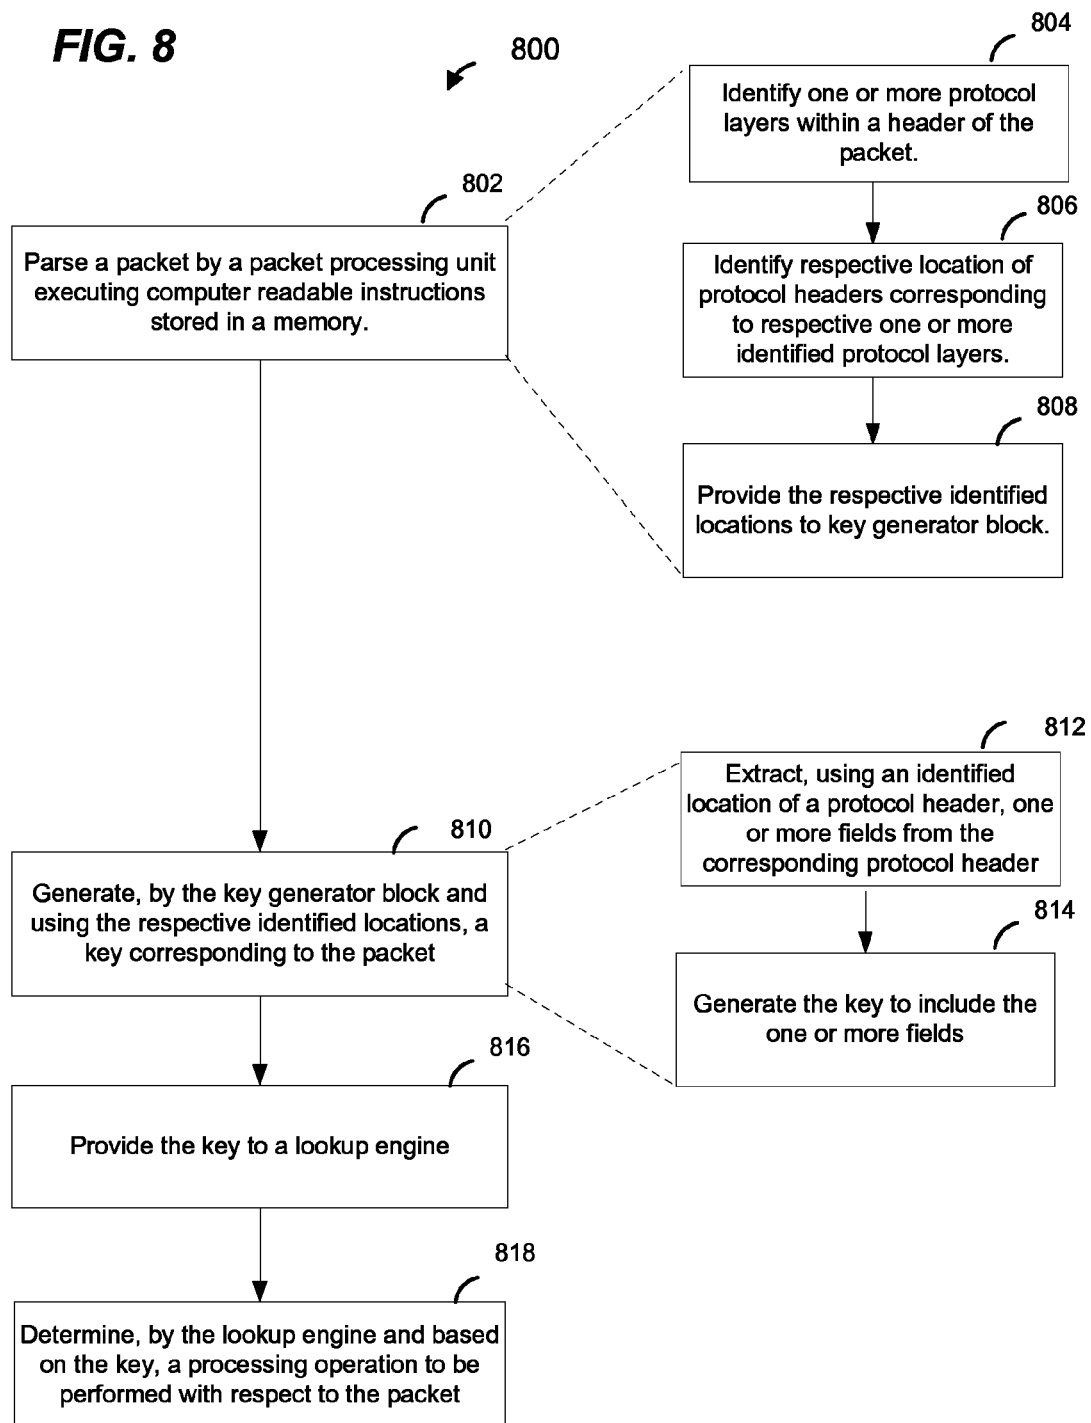 FIG. 8
800
802
Parse a packet by a packet processing unit
executing computer readable instructions
stored in a memory.
804
Identify one or more protocol
layers within a header of the
packet.
806
Identify respective location of
protocol headers corresponding
to respective one or more
identified protocol layers.
808
Provide the respective identified
locations to key generator block.
810
Generate, by the key generator block and
using the respective identified locations, a
key corresponding to the packet
812
Extract, using an identified
location of a protocol header, one
or more fields from the
corresponding protocol header
814
Generate the key to include the
one or more fields
816
Provide the key to a lookup engine
818
Determine, by the lookup engine and based
on the key, a processing operation to be
performed with respect to the packet